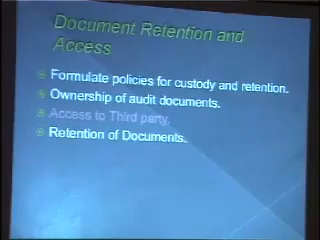 Document Retention and
Access
Formulate policies for custody and retention.
Ownership of audit documents.
Access to Third party.
Retention of Documents.